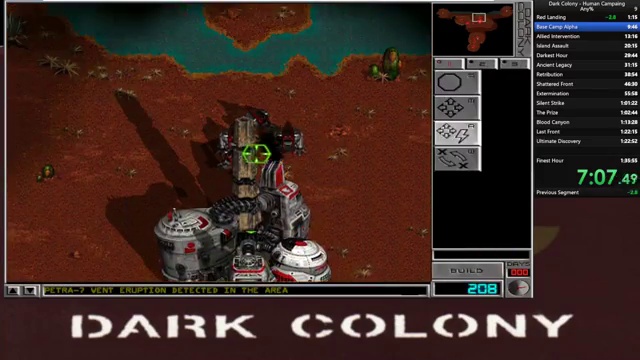 Dark Colony - Human Campaing
Any%
9
Red Landing -2.8 1:15
Base Camp Alpha 9:46
Allied Intervention 13:16
Island Assault 20:15
Darkest Hour 29:44
Ancient Legacy 31:15
Retribution 38:54
Shattered Front 46:30
Extermination 55:58
Silent Strike 1:01:22
The Prize 1:02:44
Blood Canyon 1:13:28
Last Front 1:22:15
Ultimate Discovery 1:22:52
Finest Hour 1:35:55
7:07.49
Previous Segment -2.8
BUILD
DAYS
000
208
PETRA-7 VENT ERUPTION DETECTED IN THE AREA
DARK COLONY